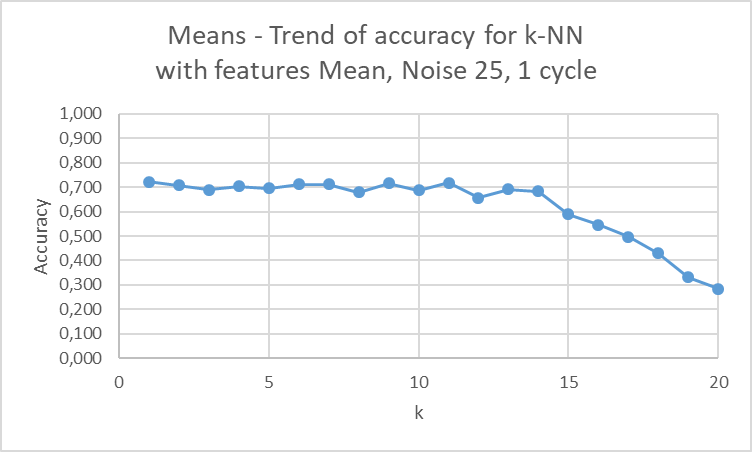 Means - Trend of accuracy for k-NN
with features Mean, Noise 25, 1 cycle
1,000
0,900
0,800
0,700
0,600
0,500
0,400
0,300
0,200
0,100
0,000
Accuracy
0 5 10 15 20
k